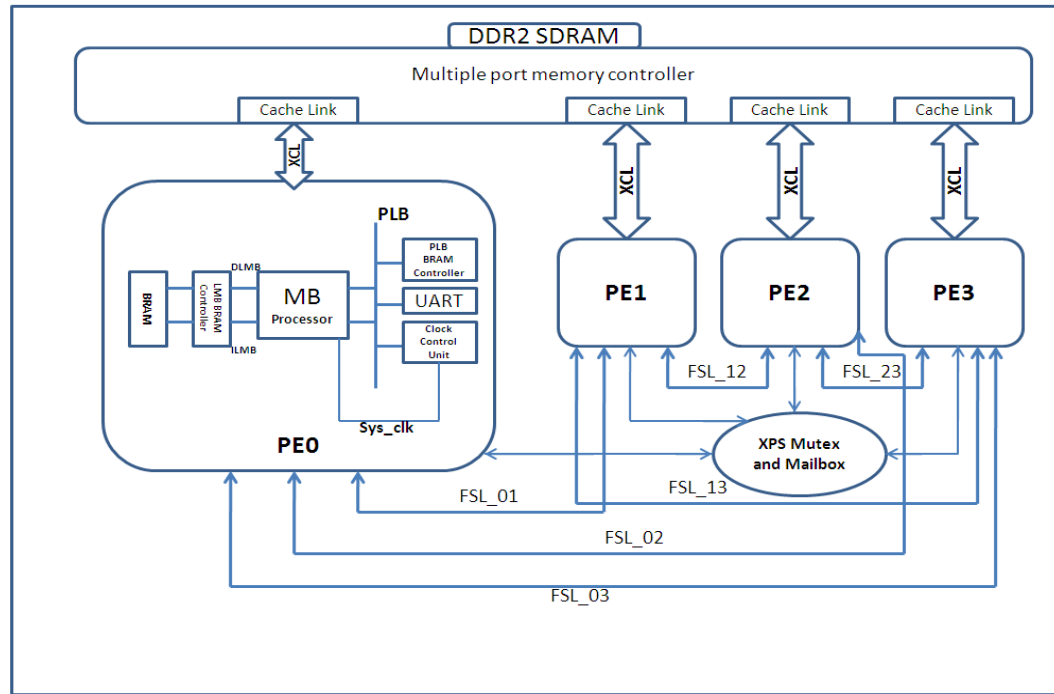 DDR2 SDRAM
Multiple port memory controller
Cache Link
Cache Link
Cache Link
Cache Link
XCL
XCL
XCL
XCL
PLB
PLB
BRAM
Controller
DLMB
BRAM
LMB BRAM
Controller
MB
Processor
UART
Clock
Control
Unit
ILMB
Sys_clk
PE0
PE1
PE2
PE3
FSL_12
FSL_23
XPS Mutex
and Mailbox
FSL_13
FSL_01
FSL_02
FSL_03